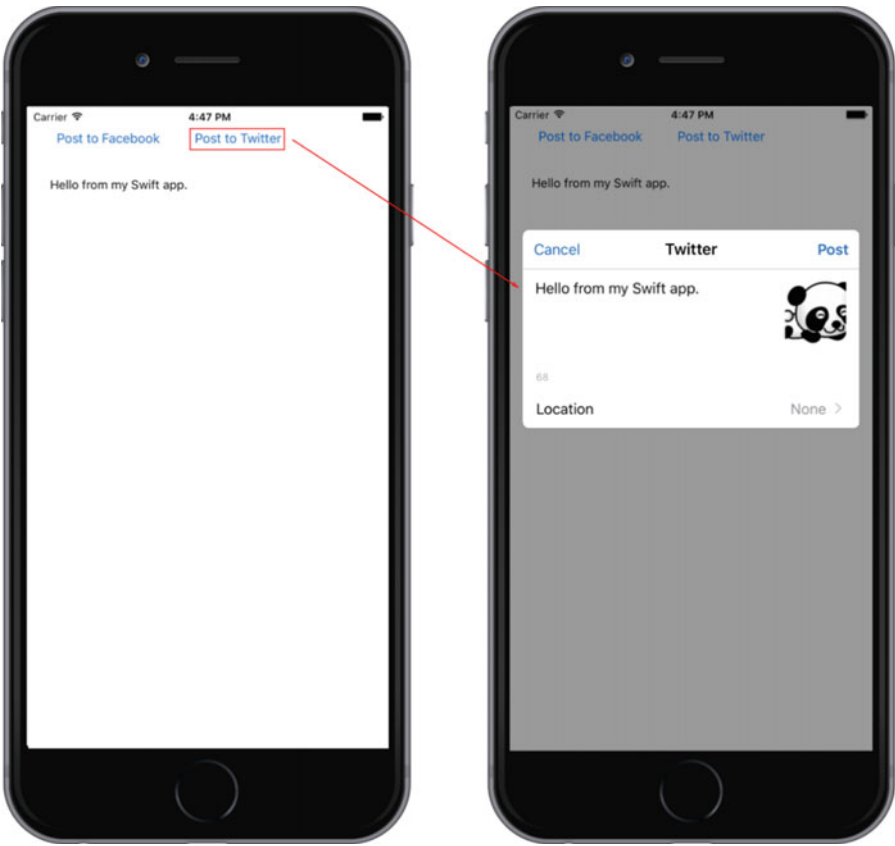 Carrier 4:47 PM
Post to Facebook Post to Twitter
Hello from my Swift app.
Carrier 4:47 PM
Post to Facebook Post to Twitter
Hello from my Swift app.
Cancel Twitter Post
Hello from my Swift app.
68
Location None >